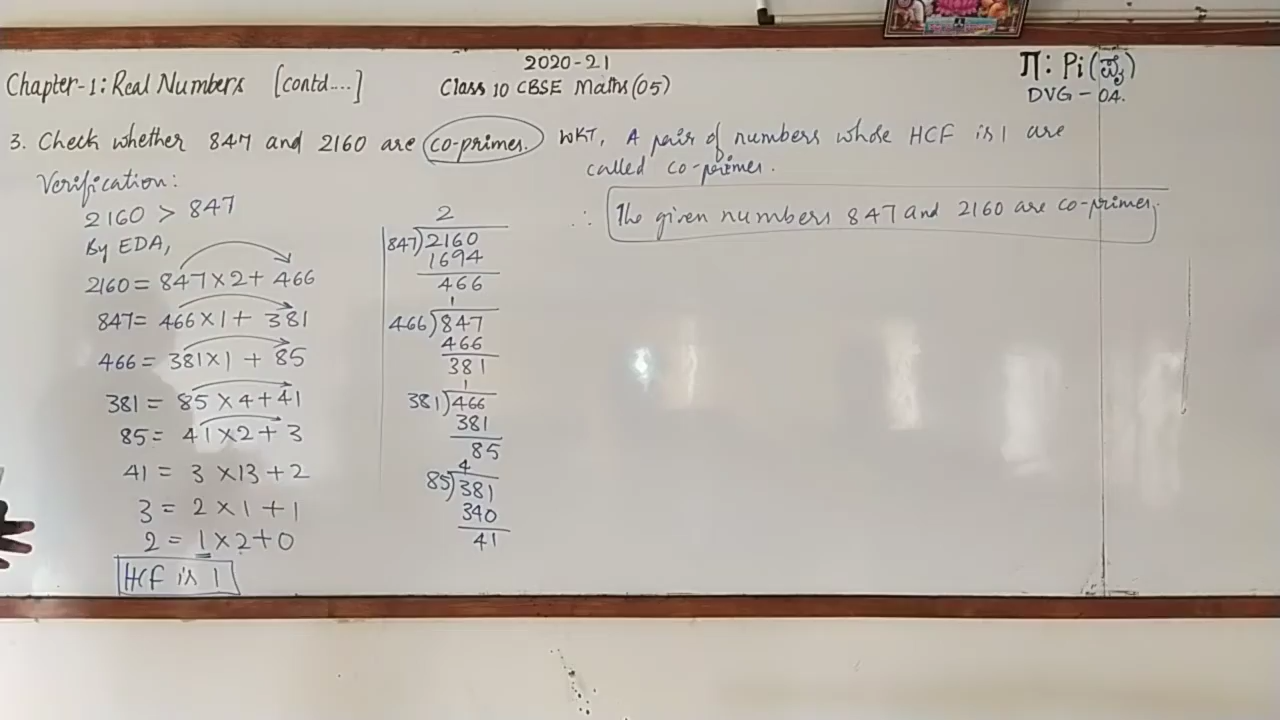 2020-21
Chapter-1: Real Numbers [contd....]
Class 10 CBSE Maths (05)
Π: Pi (ಪೈ)
DVG - 04.
3. Check whether 847 and 2160 are co-primes.
WKT, A pair of numbers whose HCF is 1 are
called co-primes.
∴ The given numbers 847 and 2160 are co-primes.
Verification:
2160 > 847
By EDA,
2160 = 847 × 2 + 466
847 = 466 × 1 + 381
466 = 381 × 1 + 85
381 = 85 × 4 + 41
85 = 41 × 2 + 3
41 = 3 × 13 + 2
3 = 2 × 1 + 1
2 = 1 × 2 + 0
HCF is 1
2
847)2160
1694
466
1
466)847
466
381
1
381)466
381
85
4
85)381
340
41